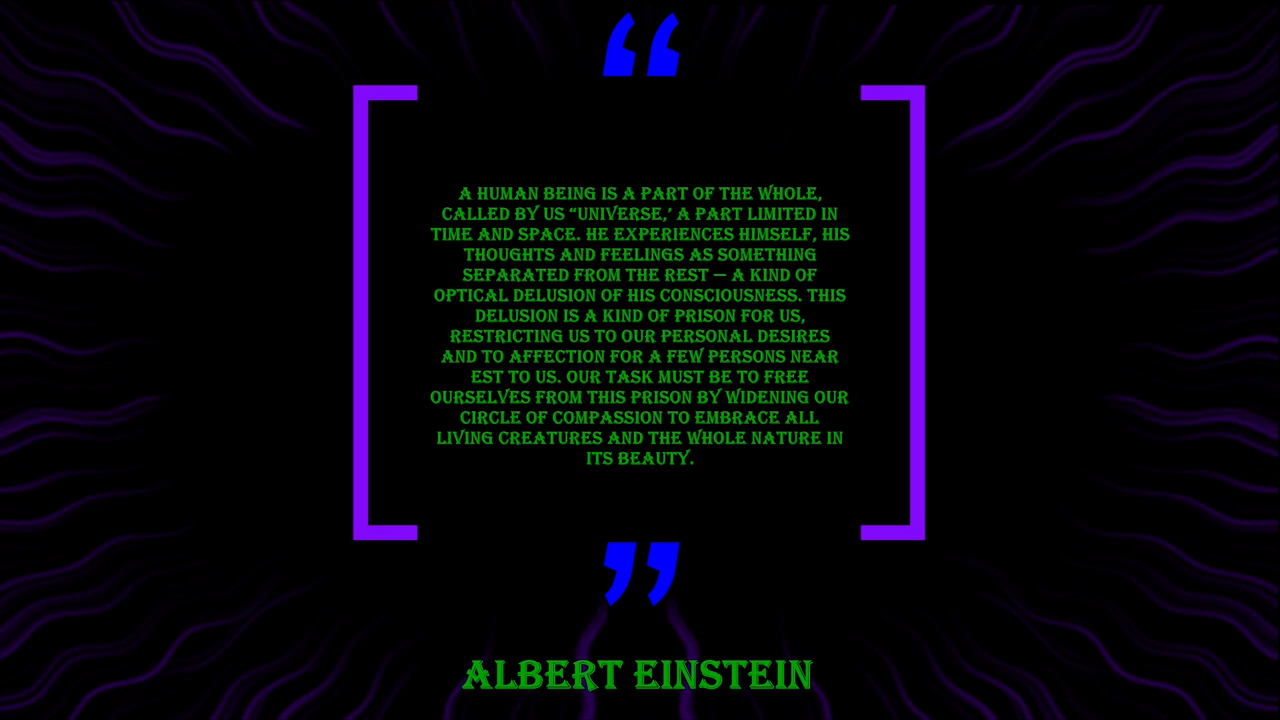 “
A HUMAN BEING IS A PART OF THE WHOLE,
CALLED BY US “UNIVERSE,’ A PART LIMITED IN
TIME AND SPACE. HE EXPERIENCES HIMSELF, HIS
THOUGHTS AND FEELINGS AS SOMETHING
SEPARATED FROM THE REST — A KIND OF
OPTICAL DELUSION OF HIS CONSCIOUSNESS. THIS
DELUSION IS A KIND OF PRISON FOR US,
RESTRICTING US TO OUR PERSONAL DESIRES
AND TO AFFECTION FOR A FEW PERSONS NEAR
EST TO US. OUR TASK MUST BE TO FREE
OURSELVES FROM THIS PRISON BY WIDENING OUR
CIRCLE OF COMPASSION TO EMBRACE ALL
LIVING CREATURES AND THE WHOLE NATURE IN
ITS BEAUTY.
”
ALBERT EINSTEIN